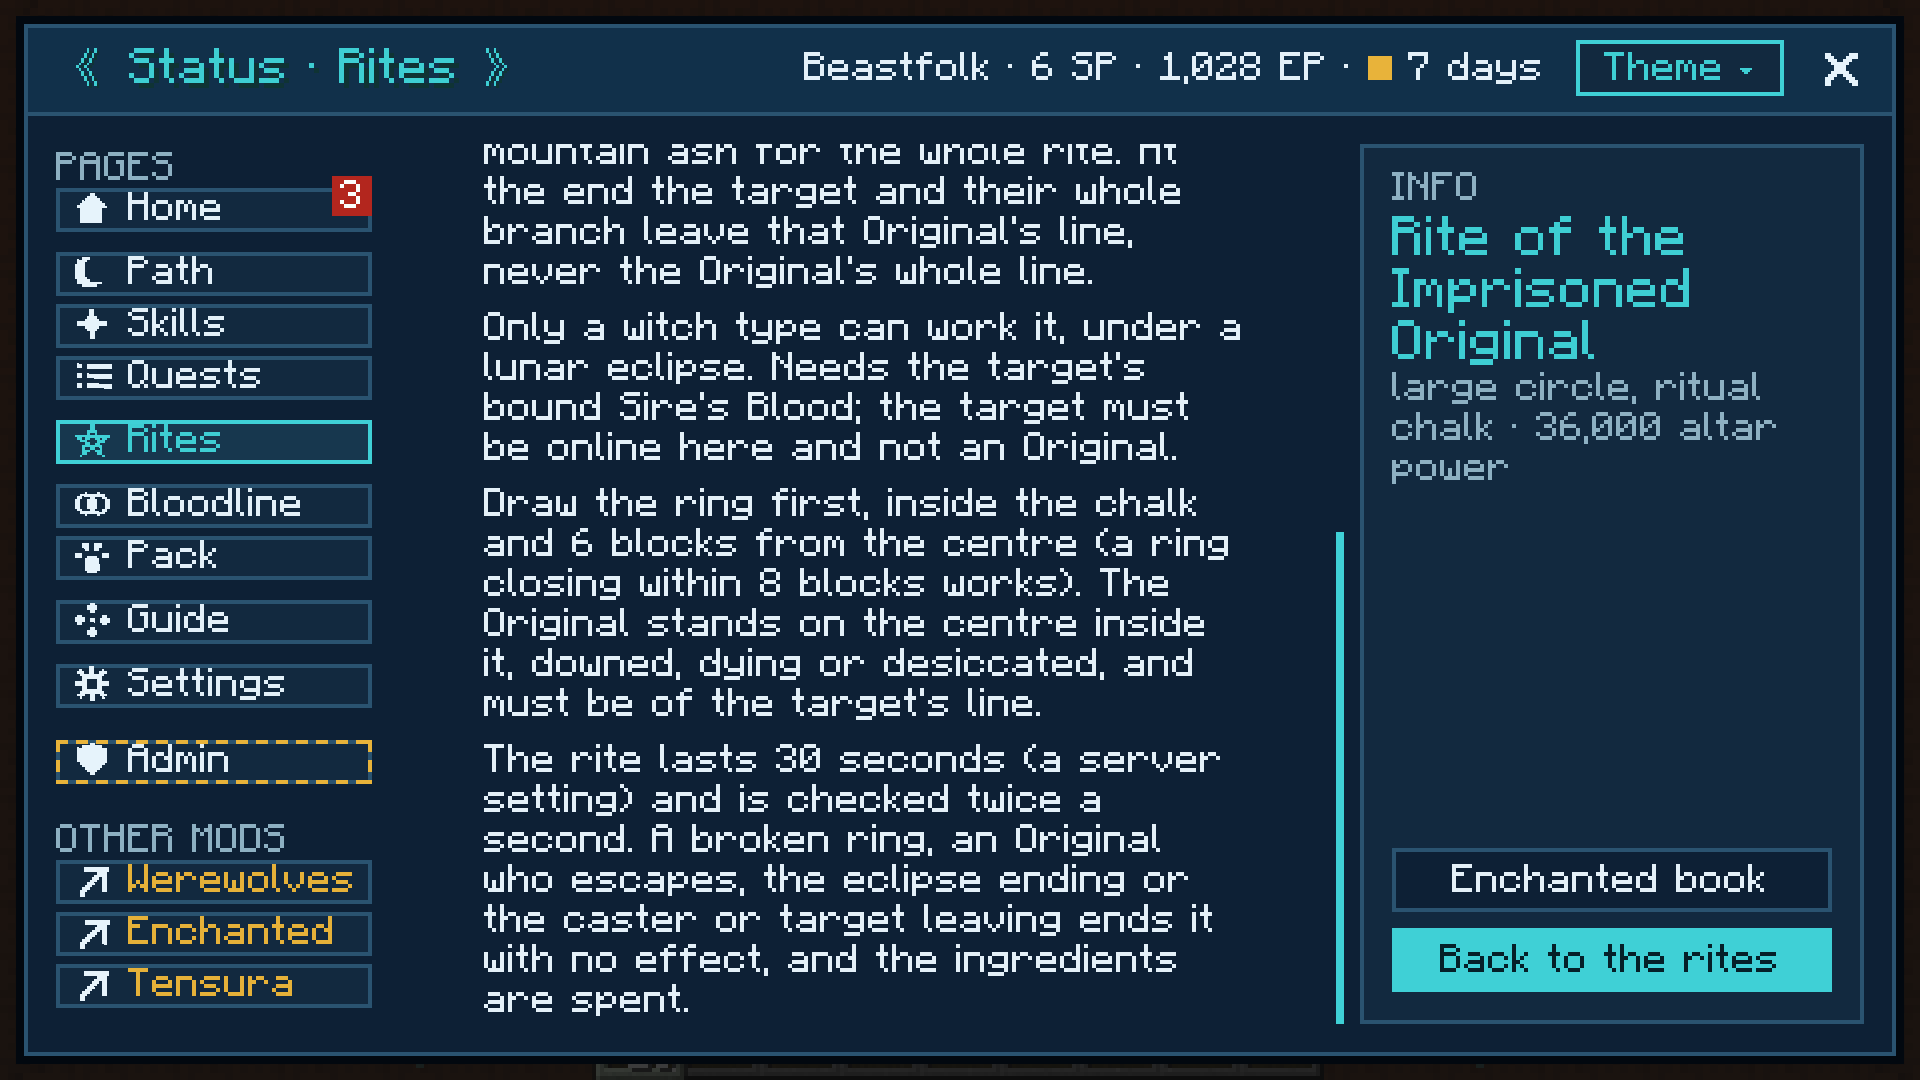 《 Status · Rites 》
Beastfolk · 6 SP · 1,028 EP · 7 days
Theme
PAGES
Home
3
Path
Skills
Quests
Rites
Bloodline
Pack
Guide
Settings
Admin
OTHER MODS
Werewolves
Enchanted
Tensura
mountain ash for the whole rite. At
the end the target and their whole
branch leave that Original's line,
never the Original's whole line.
Only a witch type can work it, under a
lunar eclipse. Needs the target's
bound Sire's Blood; the target must
be online here and not an Original.
Draw the ring first, inside the chalk
and 6 blocks from the centre (a ring
closing within 8 blocks works). The
Original stands on the centre inside
it, downed, dying or desiccated, and
must be of the target's line.
The rite lasts 30 seconds (a server
setting) and is checked twice a
second. A broken ring, an Original
who escapes, the eclipse ending or
the caster or target leaving ends it
with no effect, and the ingredients
are spent.
INFO
Rite of the
Imprisoned
Original
large circle, ritual
chalk · 36,000 altar
power
Enchanted book
Back to the rites